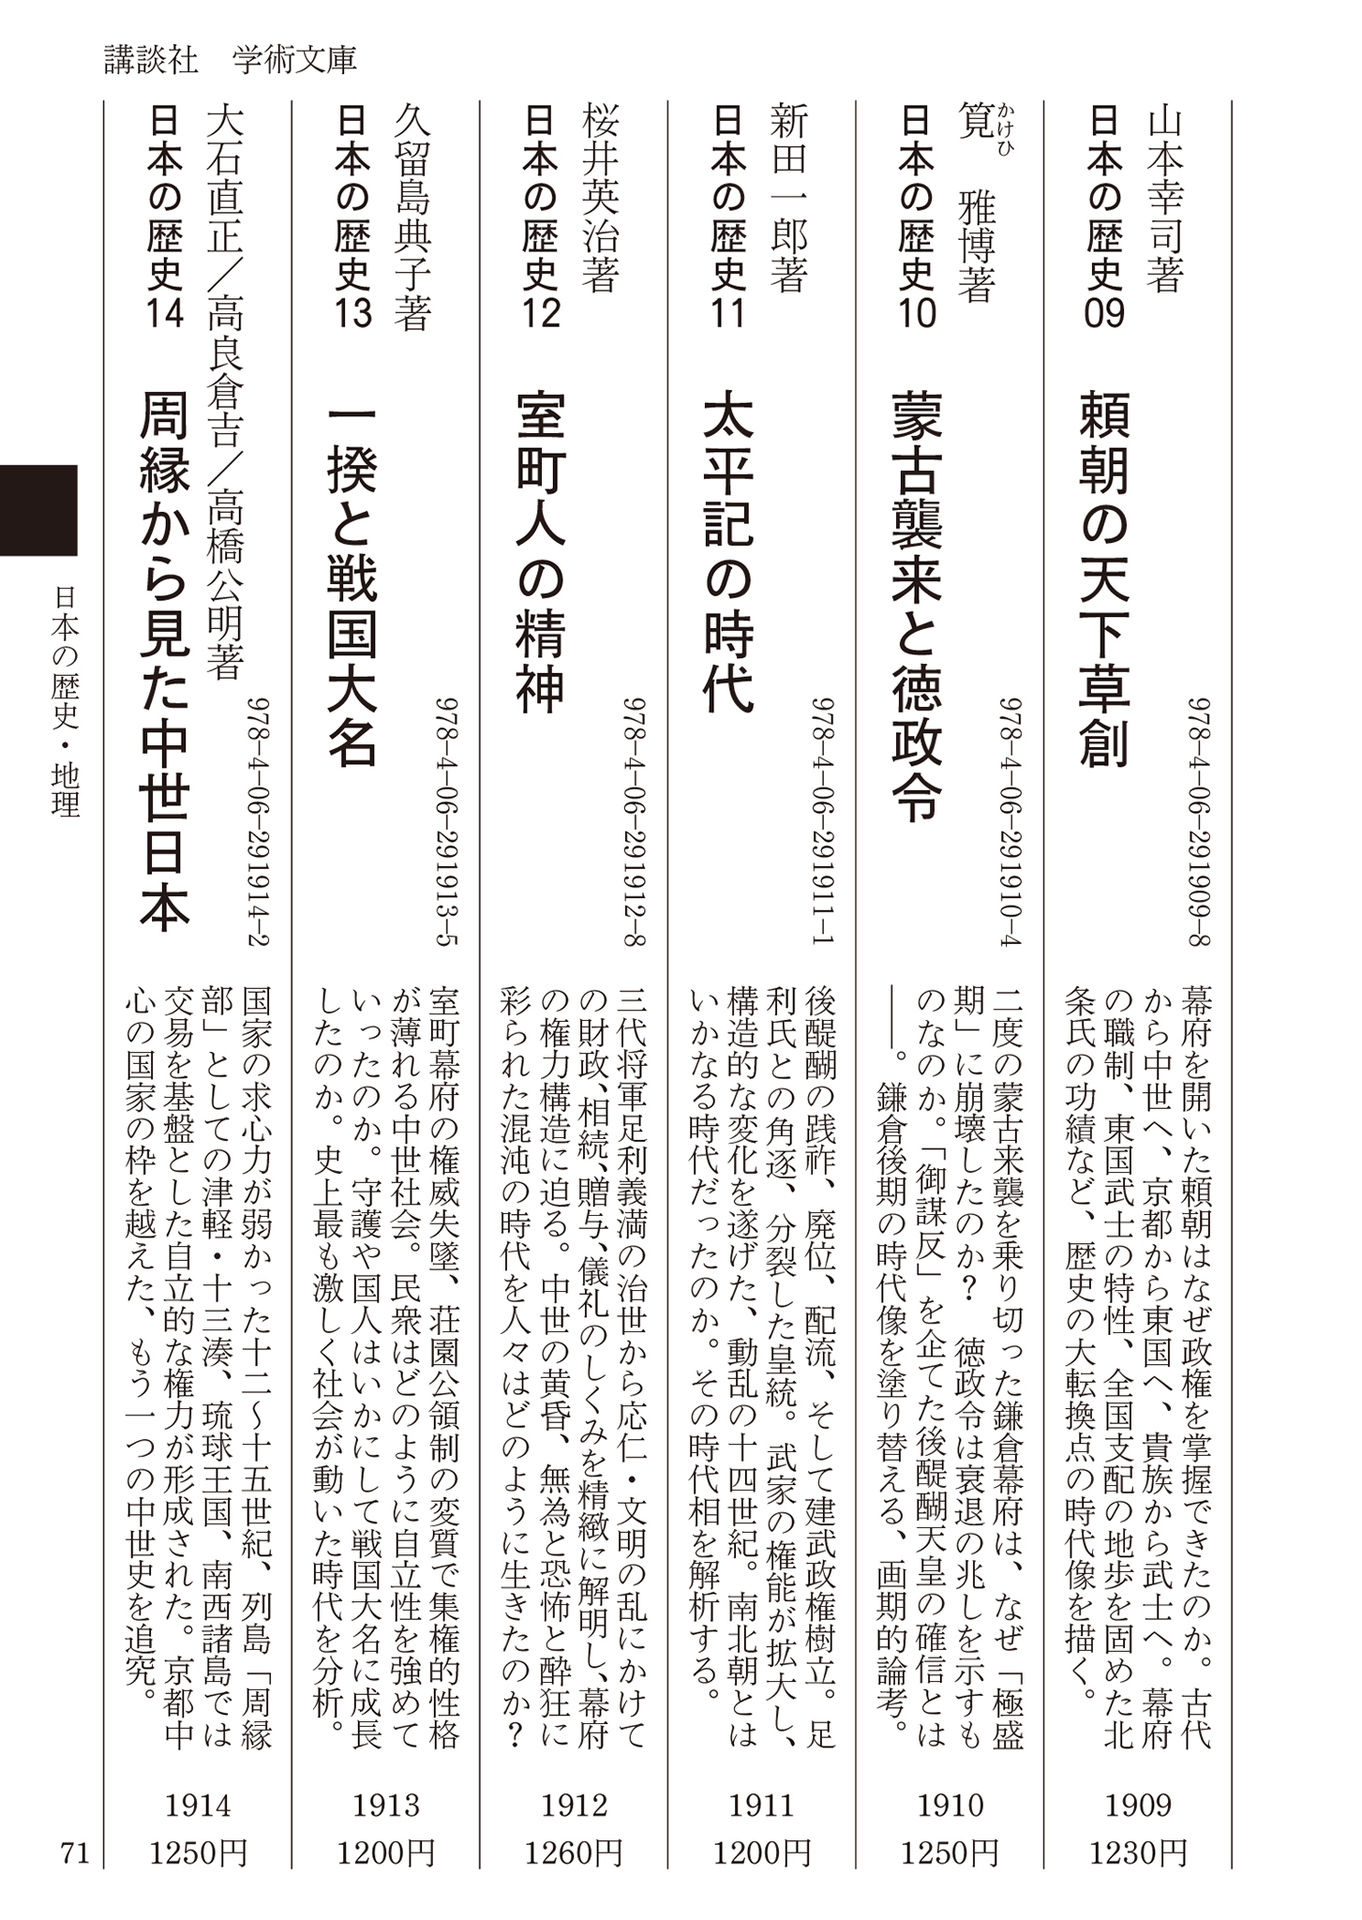 講談社　学術文庫
山本幸司著
日本の歴史09　頼朝の天下草創
978-4-06-291909-8
幕府を開いた頼朝はなぜ政権を掌握できたのか。古代
から中世へ、京都から東国へ、貴族から武士へ。幕府
の職制、東国武士の特性、全国支配の地歩を固めた北
条氏の功績など、歴史の大転換点の時代像を描く。
1909
1230円
かけひ
筧　雅博著
日本の歴史10　蒙古襲来と徳政令
978-4-06-291910-4
二度の蒙古来襲を乗り切った鎌倉幕府は、なぜ「極盛
期」に崩壊したのか？　徳政令は衰退の兆しを示すも
のなのか。「御謀反」を企てた後醍醐天皇の確信とは
――。鎌倉後期の時代像を塗り替える、画期的論考。
1910
1250円
新田一郎著
日本の歴史11　太平記の時代
978-4-06-291911-1
後醍醐の践祚、廃位、配流、そして建武政権樹立。足
利氏との角逐、分裂した皇統。武家の権能が拡大し、
構造的な変化を遂げた、動乱の十四世紀。南北朝とは
いかなる時代だったのか。その時代相を解析する。
1911
1200円
桜井英治著
日本の歴史12　室町人の精神
978-4-06-291912-8
三代将軍足利義満の治世から応仁・文明の乱にかけて
の財政、相続、贈与、儀礼のしくみを精緻に解明し、幕府
の権力構造に迫る。中世の黄昏、無為と恐怖と酔狂に
彩られた混沌の時代を人々はどのように生きたのか？
1912
1260円
久留島典子著
日本の歴史13　一揆と戦国大名
978-4-06-291913-5
室町幕府の権威失墜、荘園公領制の変質で集権的性格
が薄れる中世社会。民衆はどのように自立性を強めて
いったのか。守護や国人はいかにして戦国大名に成長
したのか。史上最も激しく社会が動いた時代を分析。
1913
1200円
大石直正／高良倉吉／高橋公明著
日本の歴史14　周縁から見た中世日本
978-4-06-291914-2
国家の求心力が弱かった十二～十五世紀、列島「周縁
部」としての津軽・十三湊、琉球王国、南西諸島では
交易を基盤とした自立的な権力が形成された。京都中
心の国家の枠を越えた、もう一つの中世史を追究。
1914
1250円
日本の歴史・地理
71